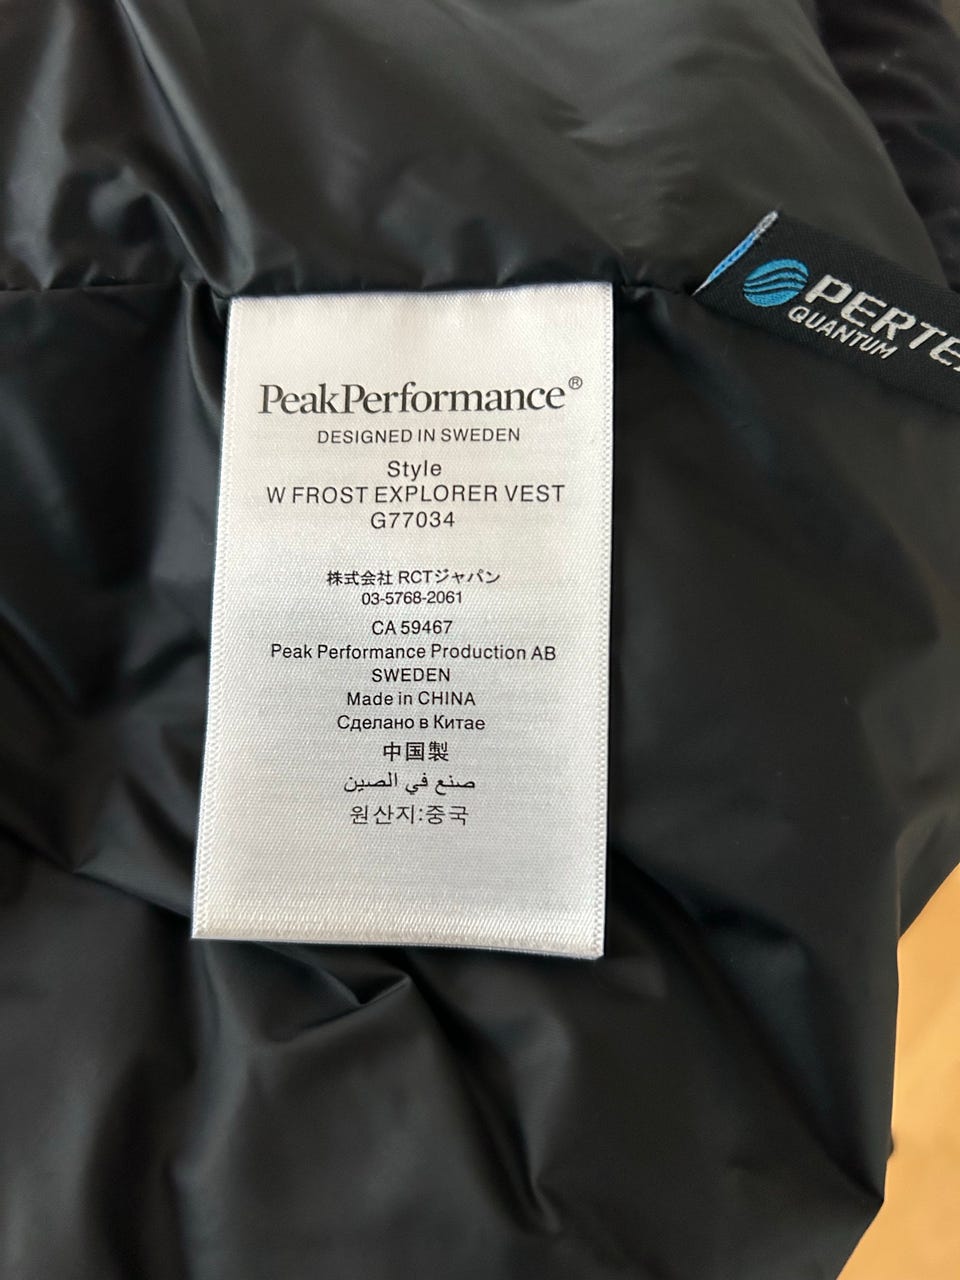 PeakPerformance®
DESIGNED IN SWEDEN
Style
W FROST EXPLORER VEST
G77034
株式会社 RCTジャパン
03-5768-2061
CA 59467
Peak Performance Production AB
SWEDEN
Made in CHINA
Сделано в Китае
中国製
صنع في الصين
원산지:중국
QUANTUM